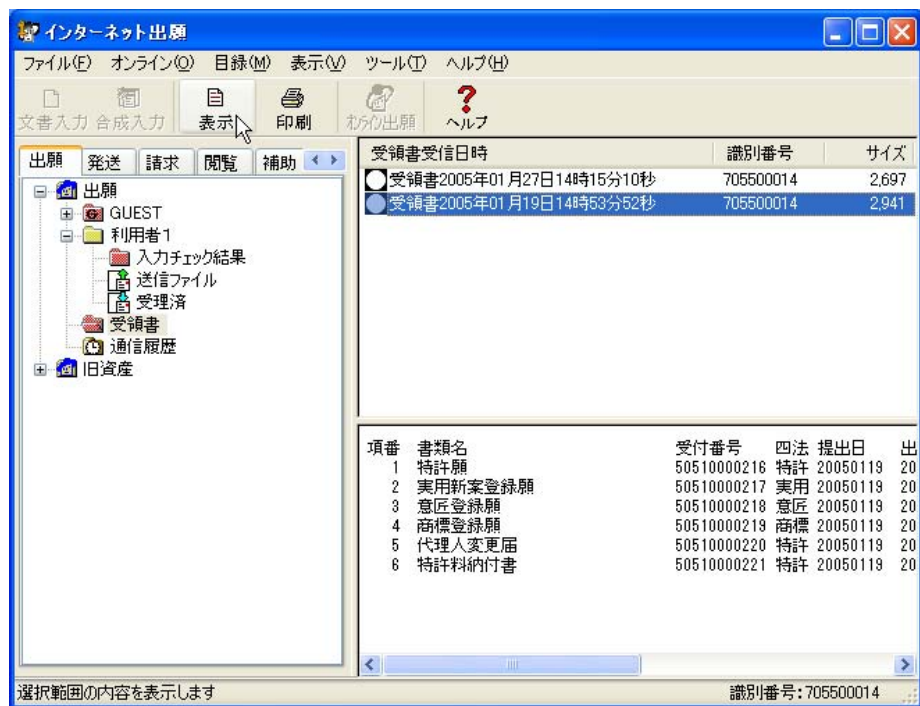 インターネット出願
ファイル(F) オンライン(O) 目録(M) 表示(V) ツール(T) ヘルプ(H)
文書入力 合成入力 表示 印刷 オンライン出願 ヘルプ
出願 発送 請求 閲覧 補助
出願
GUEST
利用者1
入力チェック結果
送信ファイル
受理済
受領書
通信履歴
旧資産
受領書受信日時 識別番号 サイズ
受領書2005年01月27日14時15分10秒 705500014 2,697
受領書2005年01月19日14時53分52秒 705500014 2,941
項番 書類名 受付番号 四法 提出日 出
1 特許願 50510000216 特許 20050119 20
2 実用新案登録願 50510000217 実用 20050119 20
3 意匠登録願 50510000218 意匠 20050119 20
4 商標登録願 50510000219 商標 20050119 20
5 代理人変更届 50510000220 特許 20050119 20
6 特許料納付書 50510000221 特許 20050119 20
選択範囲の内容を表示します 識別番号:705500014